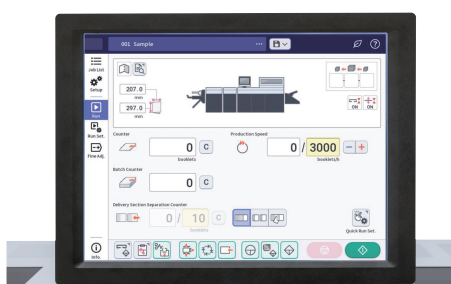 001 Sample ...
Job List
Setup
207.0
mm
297.0
mm
ON ON
Run
Run Set.
Fine Adj.
Counter
0 C
booklets
Production Speed
0 / 3000
booklets/h
Batch Counter
0 C
Delivery Section Separation Counter
0 / 10 C
booklets
Quick Run Set.
Info.